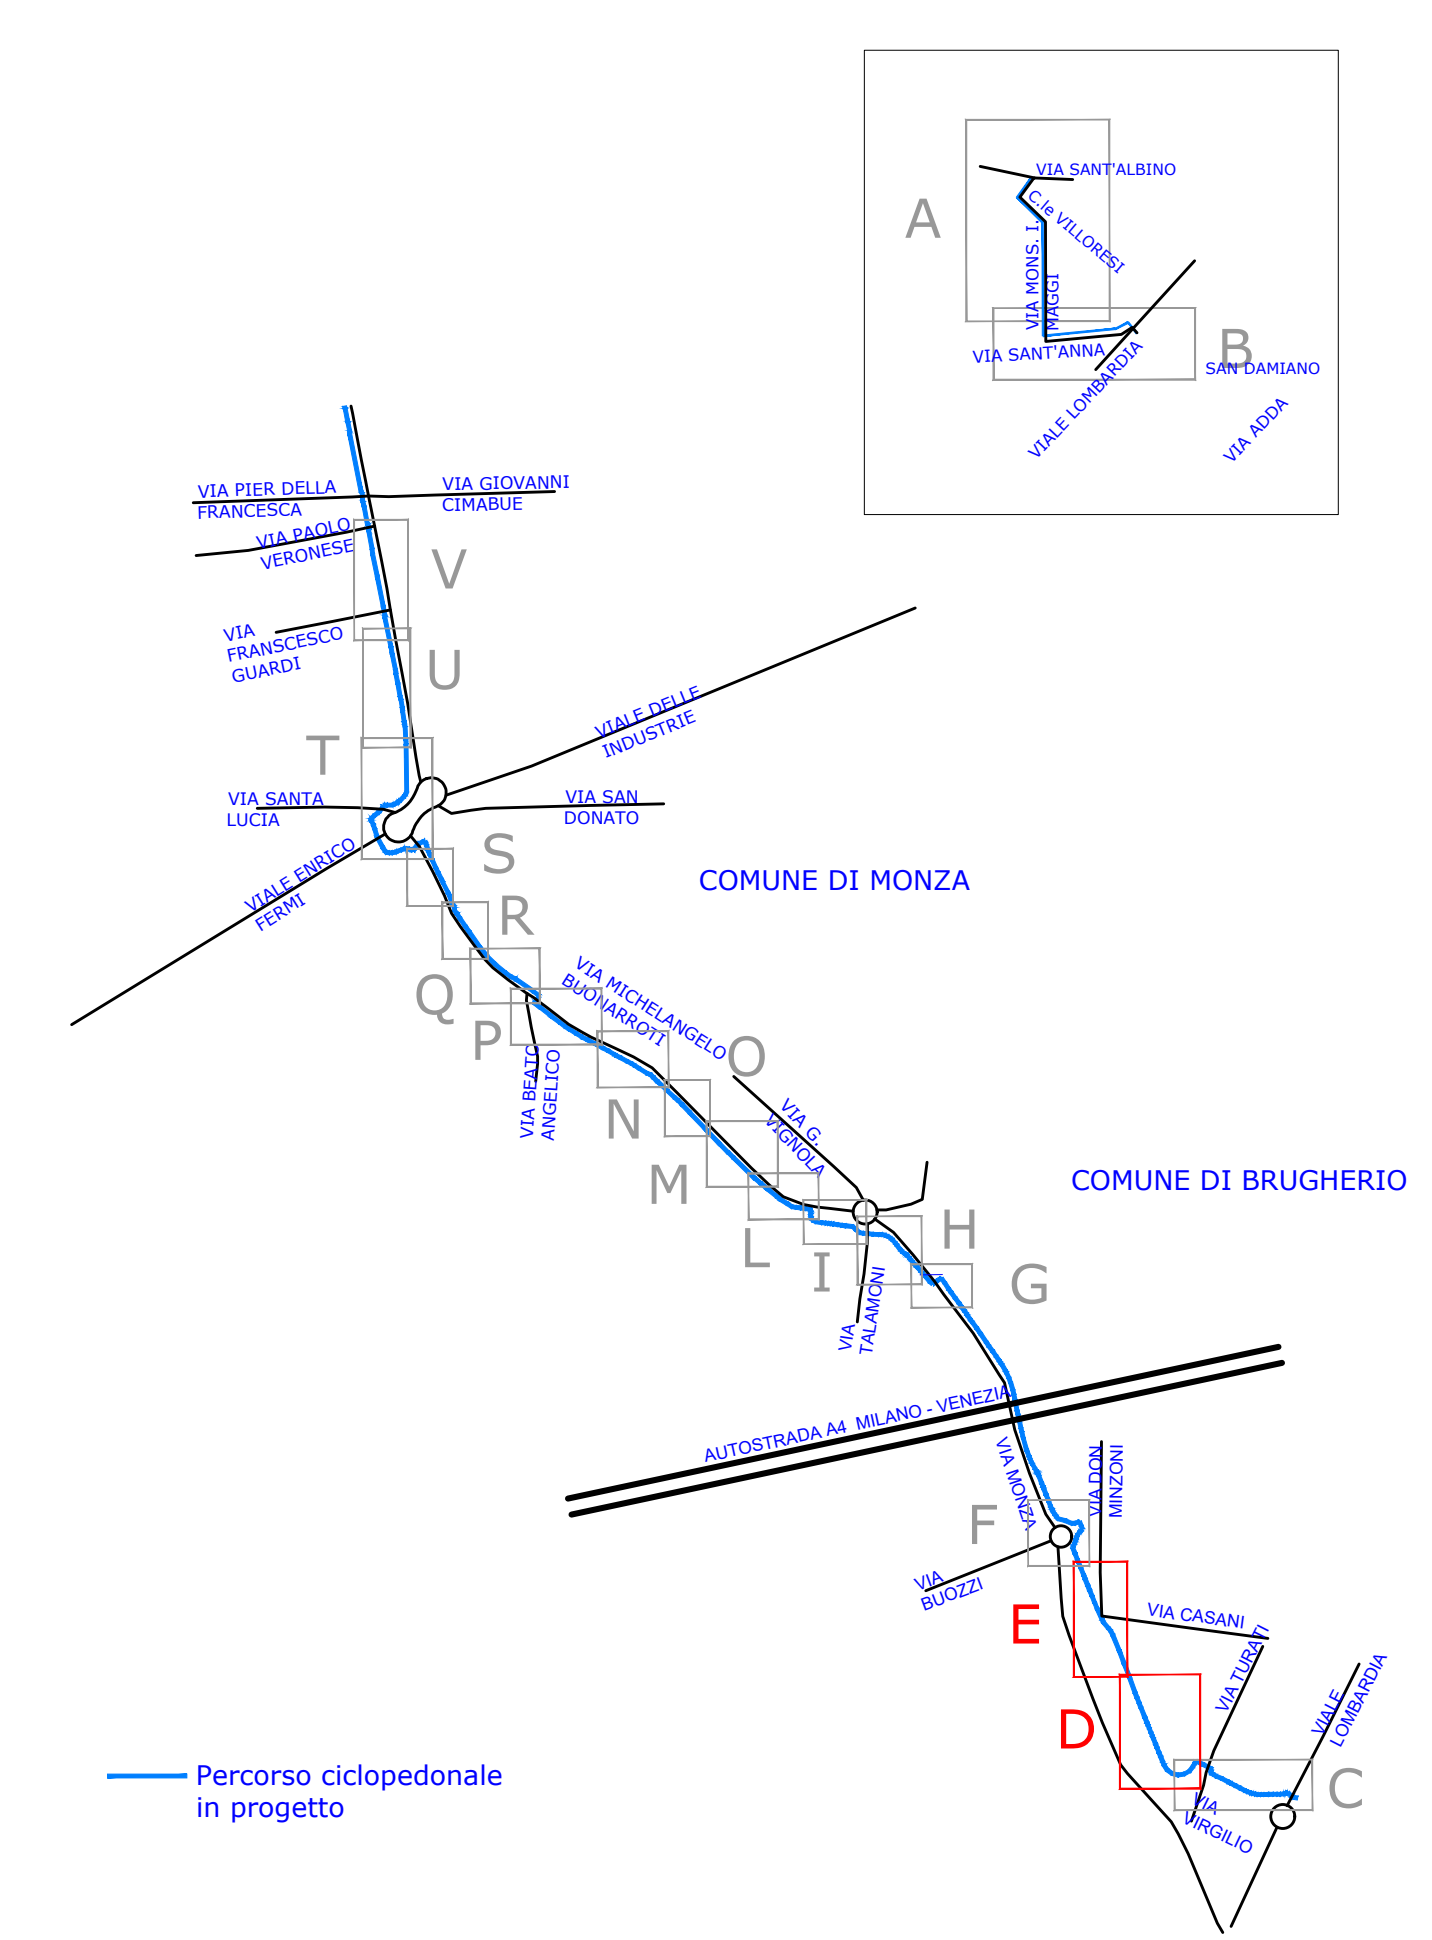 VIA SANT'ALBINO
C.le VILLORESI
A
VIA MONS. I.
MAGGI
B
VIA SANT'ANNA
SAN DAMIANO
VIALE LOMBARDIA
VIA ADDA
VIA PIER DELLA
FRANCESCA
VIA GIOVANNI
CIMABUE
VIA PAOLO
VERONESE
V
VIA
FRANSCESCO
GUARDI
U
VIALE DELLE
INDUSTRIE
T
VIA SANTA
LUCIA
VIA SAN
DONATO
S
VIALE ENRICO
FERMI
COMUNE DI MONZA
R
Q
VIA MICHELANGELO
BUONARROTI
P
O
VIA BEATO
ANGELICO
N
VIA G.
VIGNOLA
M
COMUNE DI BRUGHERIO
L
H
I
G
VIA
TALAMONI
AUTOSTRADA A4 MILANO - VENEZIA
VIA MONZA
VIA DON
MINZONI
F
VIA
BUOZZI
E
VIA CASANI
VIA TURATI
VIALE
LOMBARDIA
D
C
VIA
VIRGILIO
Percorso ciclopedonale
in progetto